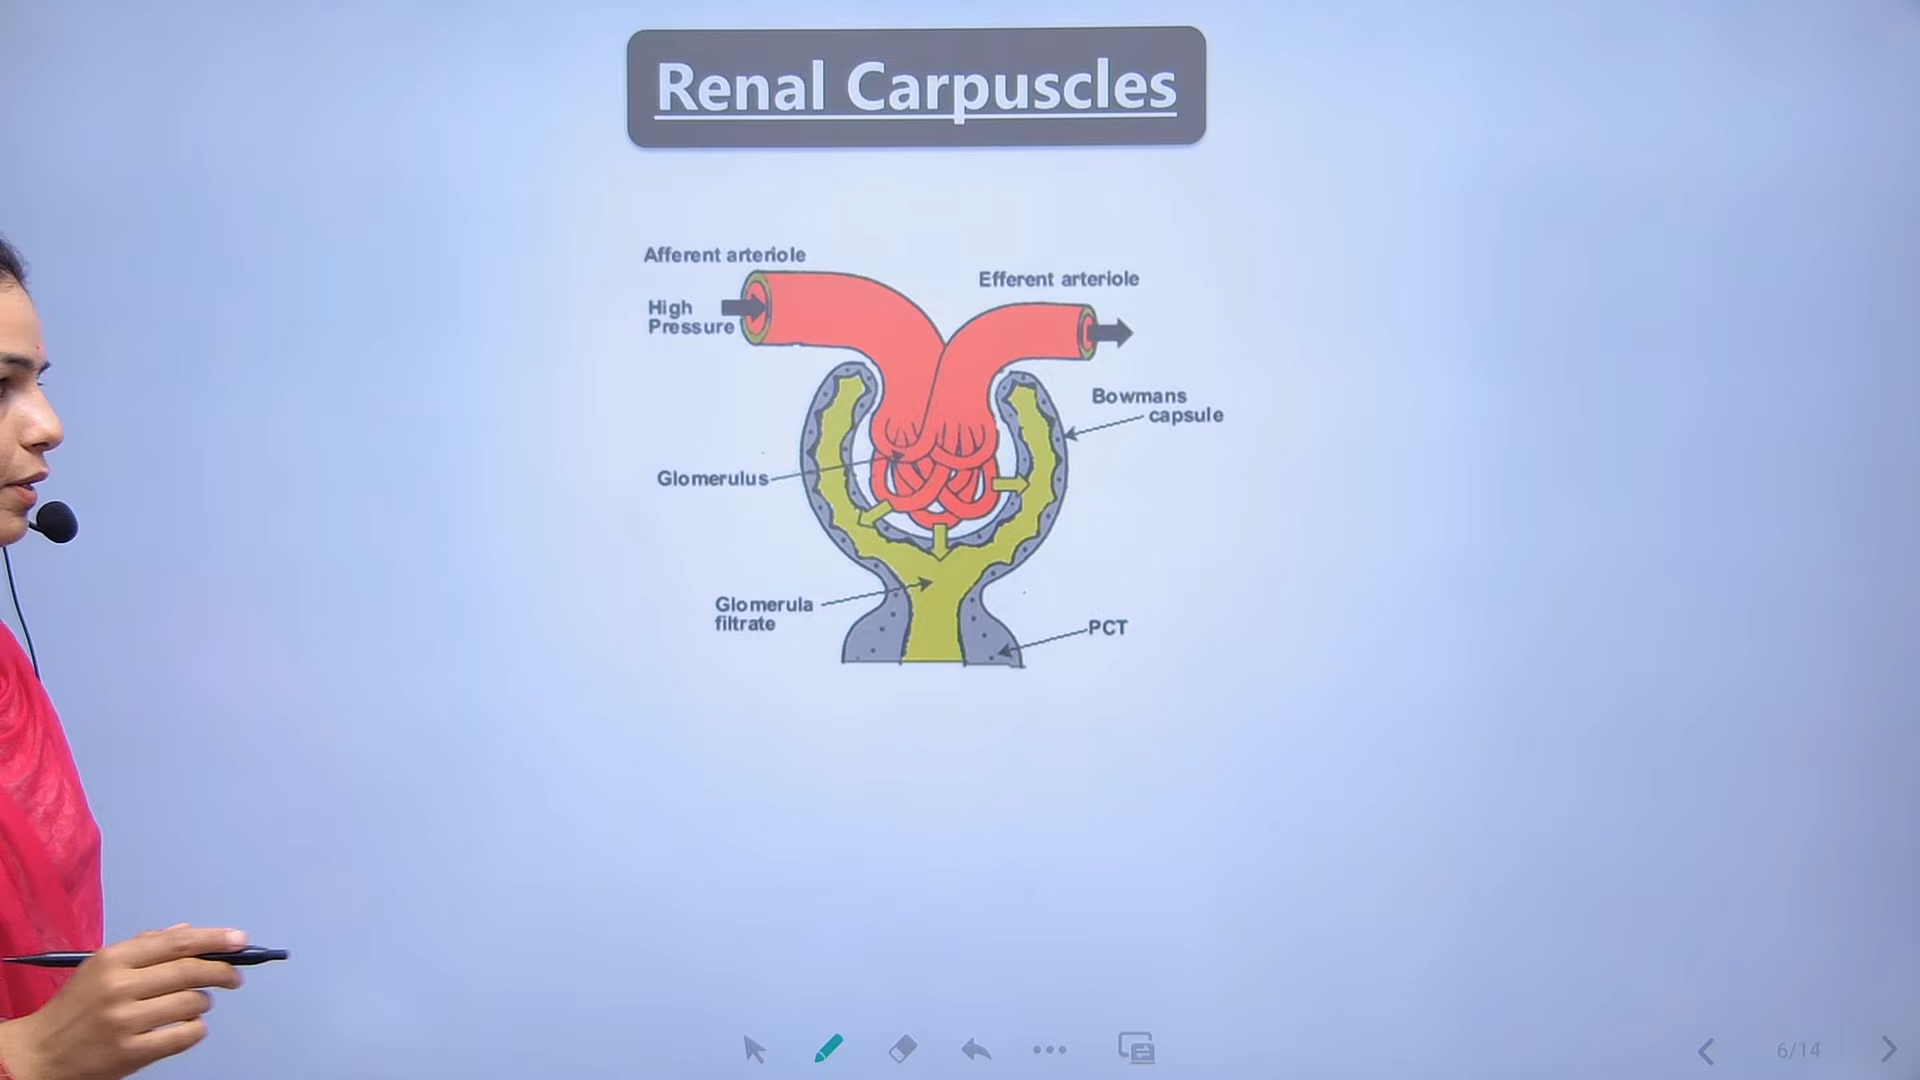 Renal Carpuscles
Afferent arteriole
High
Pressure
Efferent arteriole
Bowmans
capsule
Glomerulus
Glomerula
filtrate
PCT
6/14